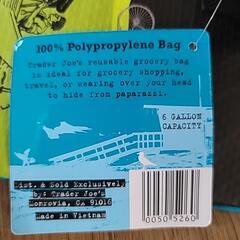 100% Polypropylene Bag
Trader Joe's reusable grocery bag
is ideal for grocery shopping,
travel, or wearing over your head
to hide from paparazzi.
6 GALLON
CAPACITY
Dist. & Sold Exclusively
by: Trader Joe's
Monrovia, CA 91016
Made in Vietnam
0050 5260